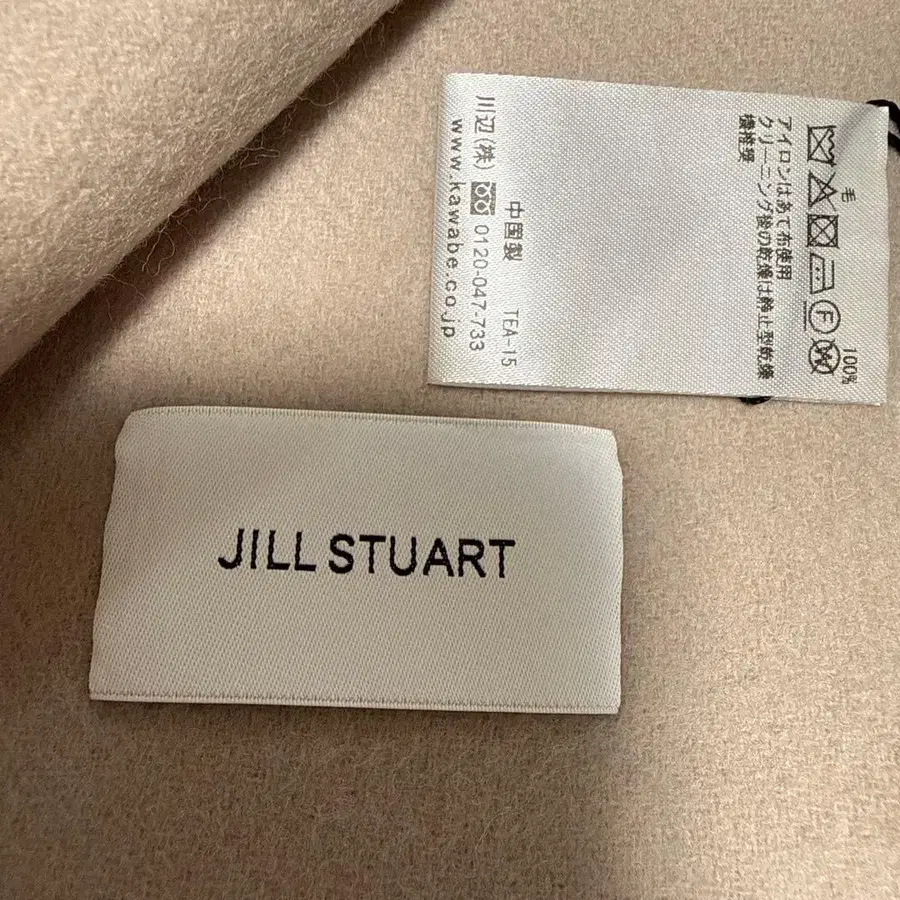 毛 100%
アイロンはあて布使用
クリーニング後の乾燥は静止型乾燥
機推奨
中国製 TEA-15
川辺(株) 0120-047-733
www.kawabe.co.jp
JILL STUART